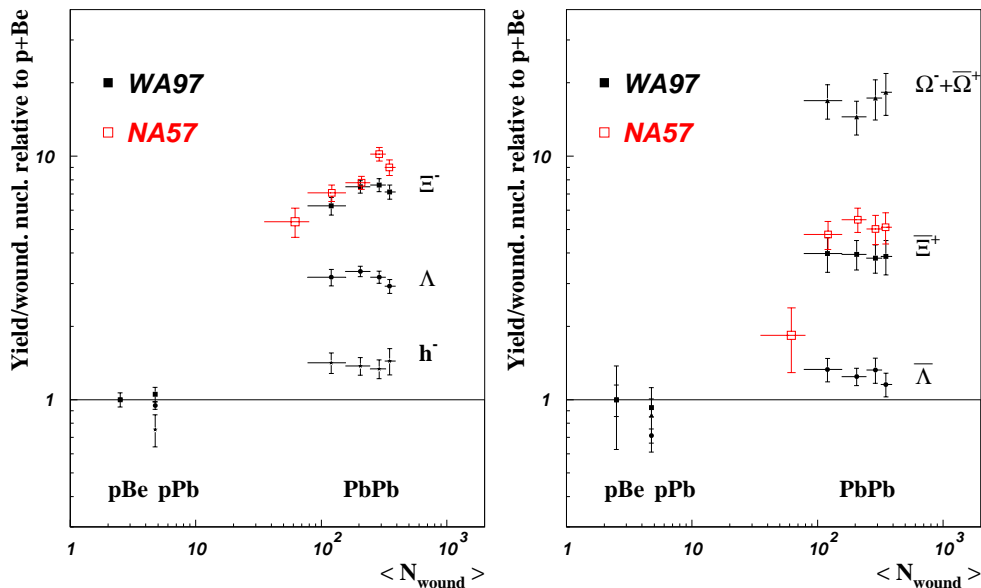 Yield/wound. nucl. relative to p+Be
WA97
NA57
10
1
Ξ⁻
Λ
h⁻
pBe pPb
PbPb
1
10
10²
10³
< N_wound >
Yield/wound. nucl. relative to p+Be
WA97
NA57
10
1
Ω⁻+Ω̅⁺
Ξ̅⁺
Λ̅
pBe pPb
PbPb
1
10
10²
10³
< N_wound >